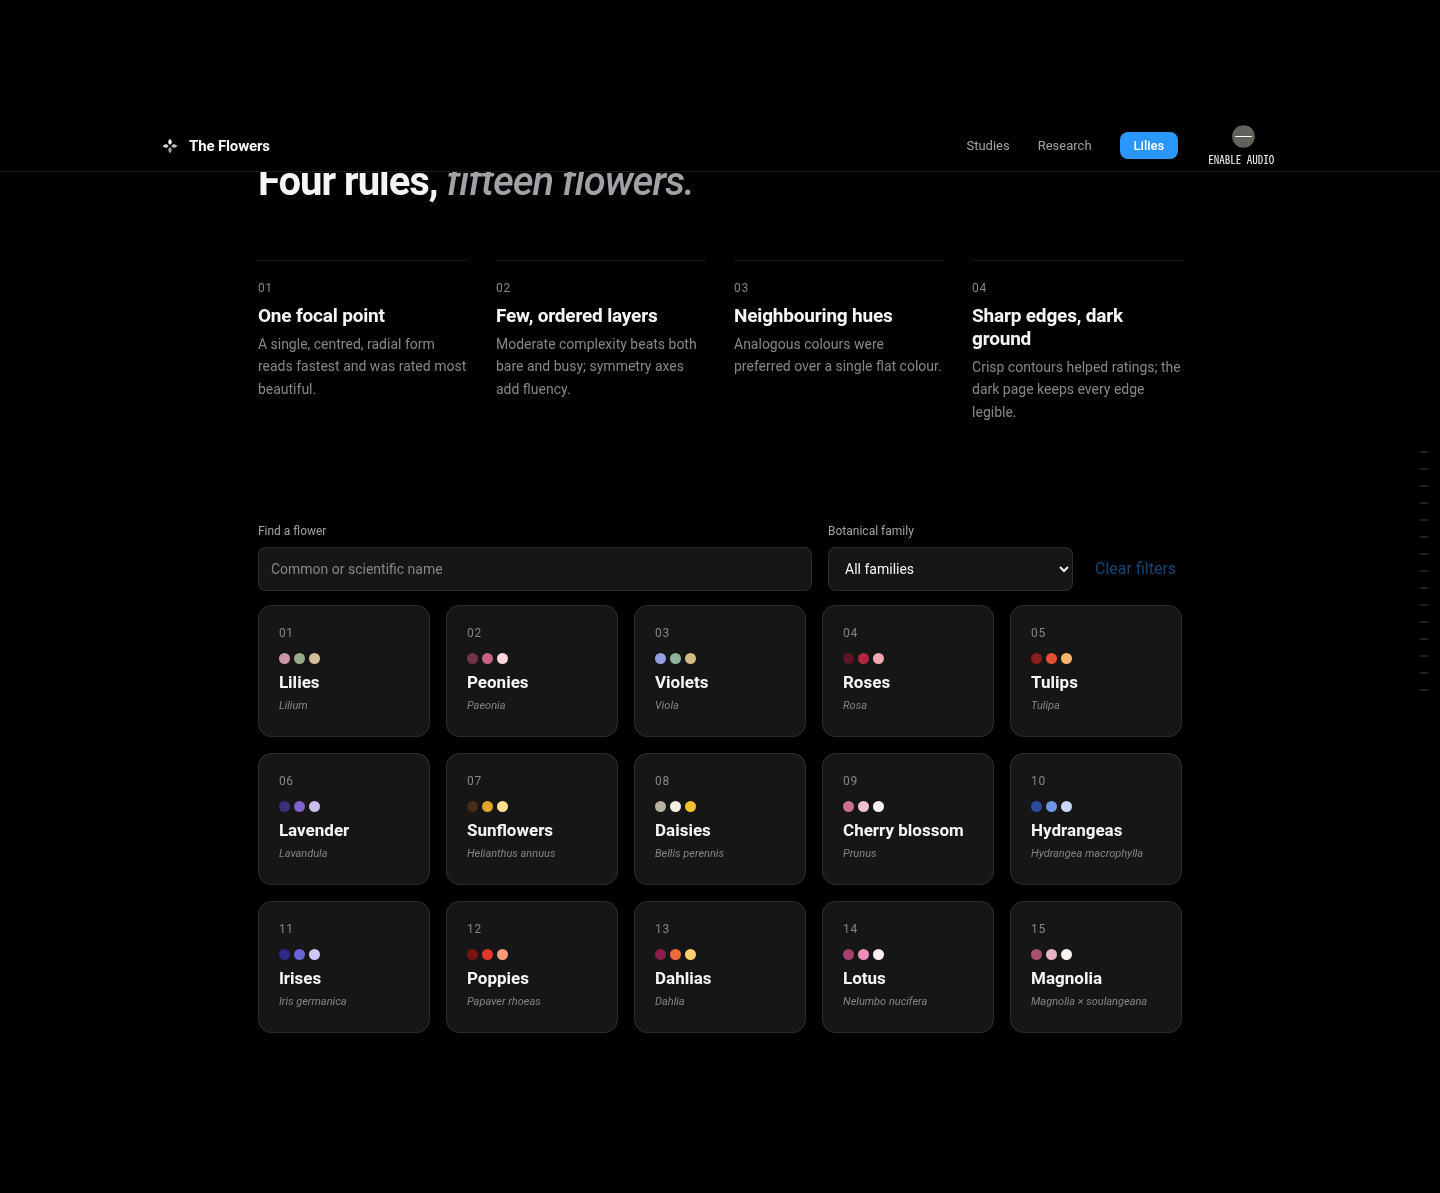 The Flowers
Studies
Research
Lilies
ENABLE AUDIO
Four rules, fifteen flowers.
01
One focal point
A single, centred, radial form
reads fastest and was rated most
beautiful.
02
Few, ordered layers
Moderate complexity beats both
bare and busy; symmetry axes
add fluency.
03
Neighbouring hues
Analogous colours were
preferred over a single flat colour.
04
Sharp edges, dark
ground
Crisp contours helped ratings; the
dark page keeps every edge
legible.
Find a flower
Common or scientific name
Botanical family
All families
Clear filters
01
Lilies
Lilium
02
Peonies
Paeonia
03
Violets
Viola
04
Roses
Rosa
05
Tulips
Tulipa
06
Lavender
Lavandula
07
Sunflowers
Helianthus annuus
08
Daisies
Bellis perennis
09
Cherry blossom
Prunus
10
Hydrangeas
Hydrangea macrophylla
11
Irises
Iris germanica
12
Poppies
Papaver rhoeas
13
Dahlias
Dahlia
14
Lotus
Nelumbo nucifera
15
Magnolia
Magnolia × soulangeana